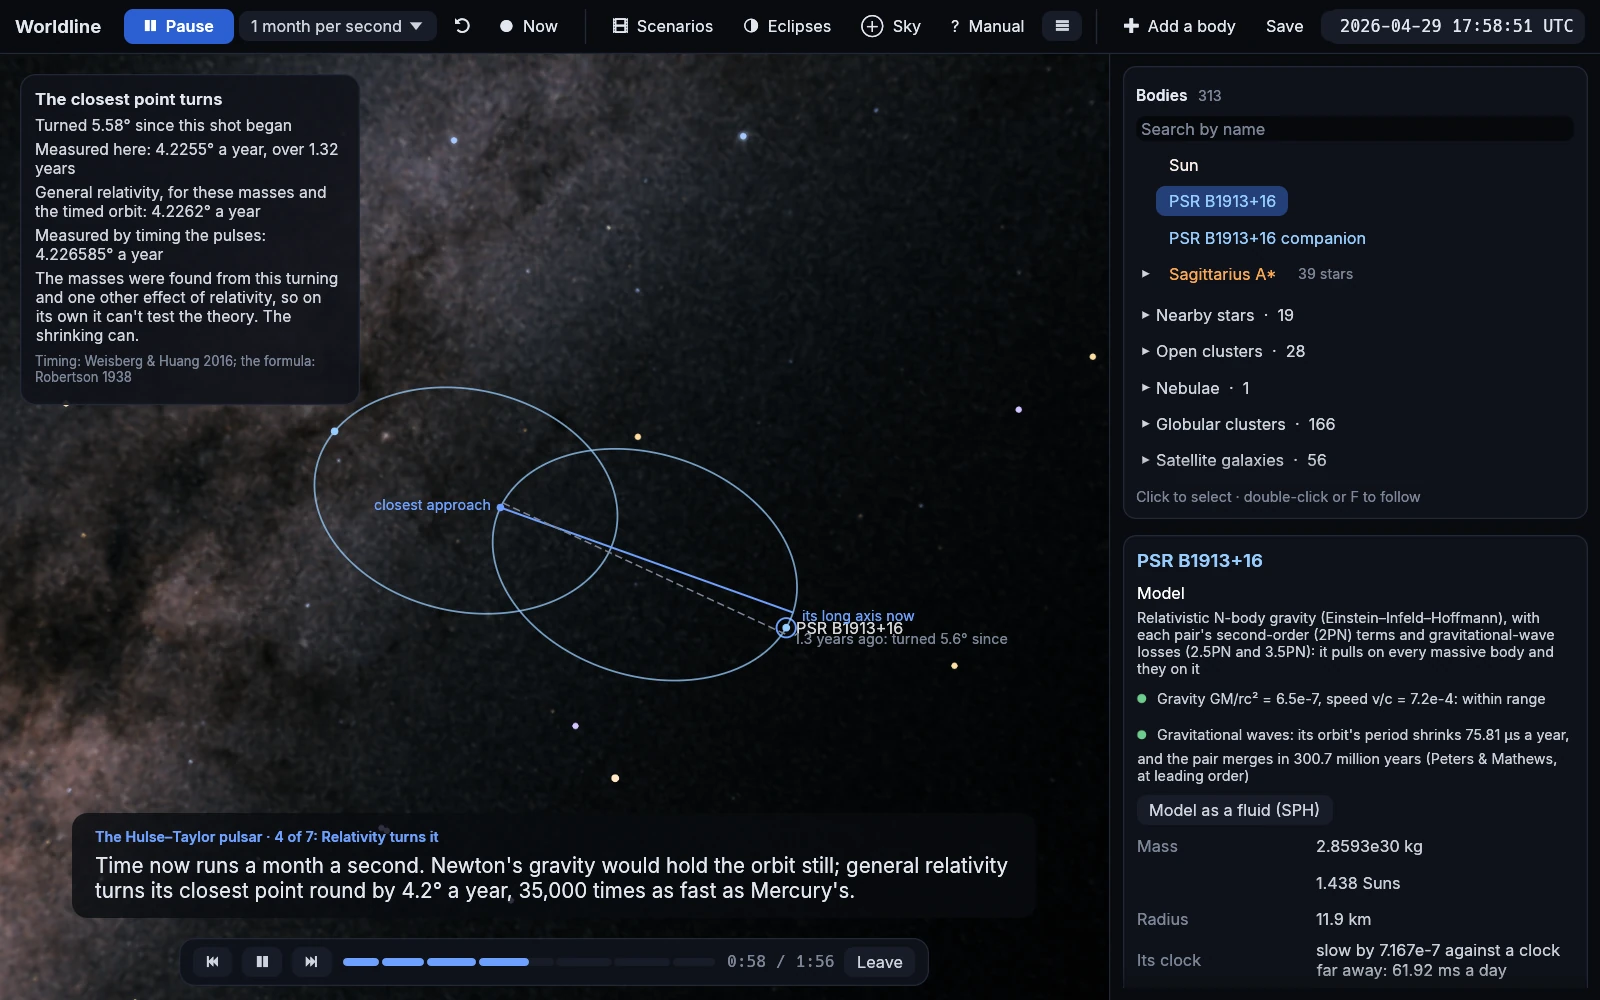 Worldline
Pause
1 month per second
Now
Scenarios
Eclipses
Sky
? Manual
Add a body
Save
2026-04-29 17:58:51 UTC
The closest point turns
Turned 5.58° since this shot began
Measured here: 4.2255° a year, over 1.32
years
General relativity, for these masses and
the timed orbit: 4.2262° a year
Measured by timing the pulses:
4.226585° a year
The masses were found from this turning
and one other effect of relativity, so on
its own it can't test the theory. The
shrinking can.
Timing: Weisberg & Huang 2016; the formula:
Robertson 1938
closest approach
its long axis now
PSR B1913+16
1.3 years ago: turned 5.6° since
The Hulse–Taylor pulsar · 4 of 7: Relativity turns it
Time now runs a month a second. Newton's gravity would hold the orbit still; general relativity
turns its closest point round by 4.2° a year, 35,000 times as fast as Mercury's.
0:58 / 1:56
Leave
Bodies 313
Search by name
Sun
PSR B1913+16
PSR B1913+16 companion
Sagittarius A* 39 stars
Nearby stars · 19
Open clusters · 28
Nebulae · 1
Globular clusters · 166
Satellite galaxies · 56
Click to select · double-click or F to follow
PSR B1913+16
Model
Relativistic N-body gravity (Einstein–Infeld–Hoffmann), with
each pair's second-order (2PN) terms and gravitational-wave
losses (2.5PN and 3.5PN): it pulls on every massive body and
they on it
Gravity GM/rc² = 6.5e-7, speed v/c = 7.2e-4: within range
Gravitational waves: its orbit's period shrinks 75.81 µs a year,
and the pair merges in 300.7 million years (Peters & Mathews,
at leading order)
Model as a fluid (SPH)
Mass 2.8593e30 kg
1.438 Suns
Radius 11.9 km
Its clock slow by 7.167e-7 against a clock
far away: 61.92 ms a day